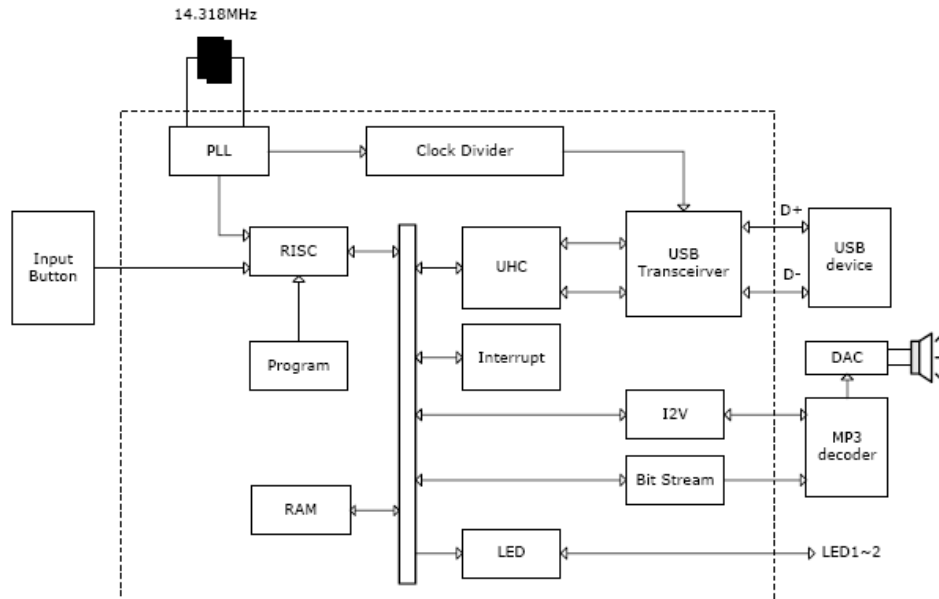 14.318MHz
PLL
Clock Divider
Input
Button
RISC
UHC
USB
Transceirver
D+
D-
USB
device
Program
Interrupt
DAC
I2V
MP3
decoder
Bit Stream
RAM
LED
LED1~2